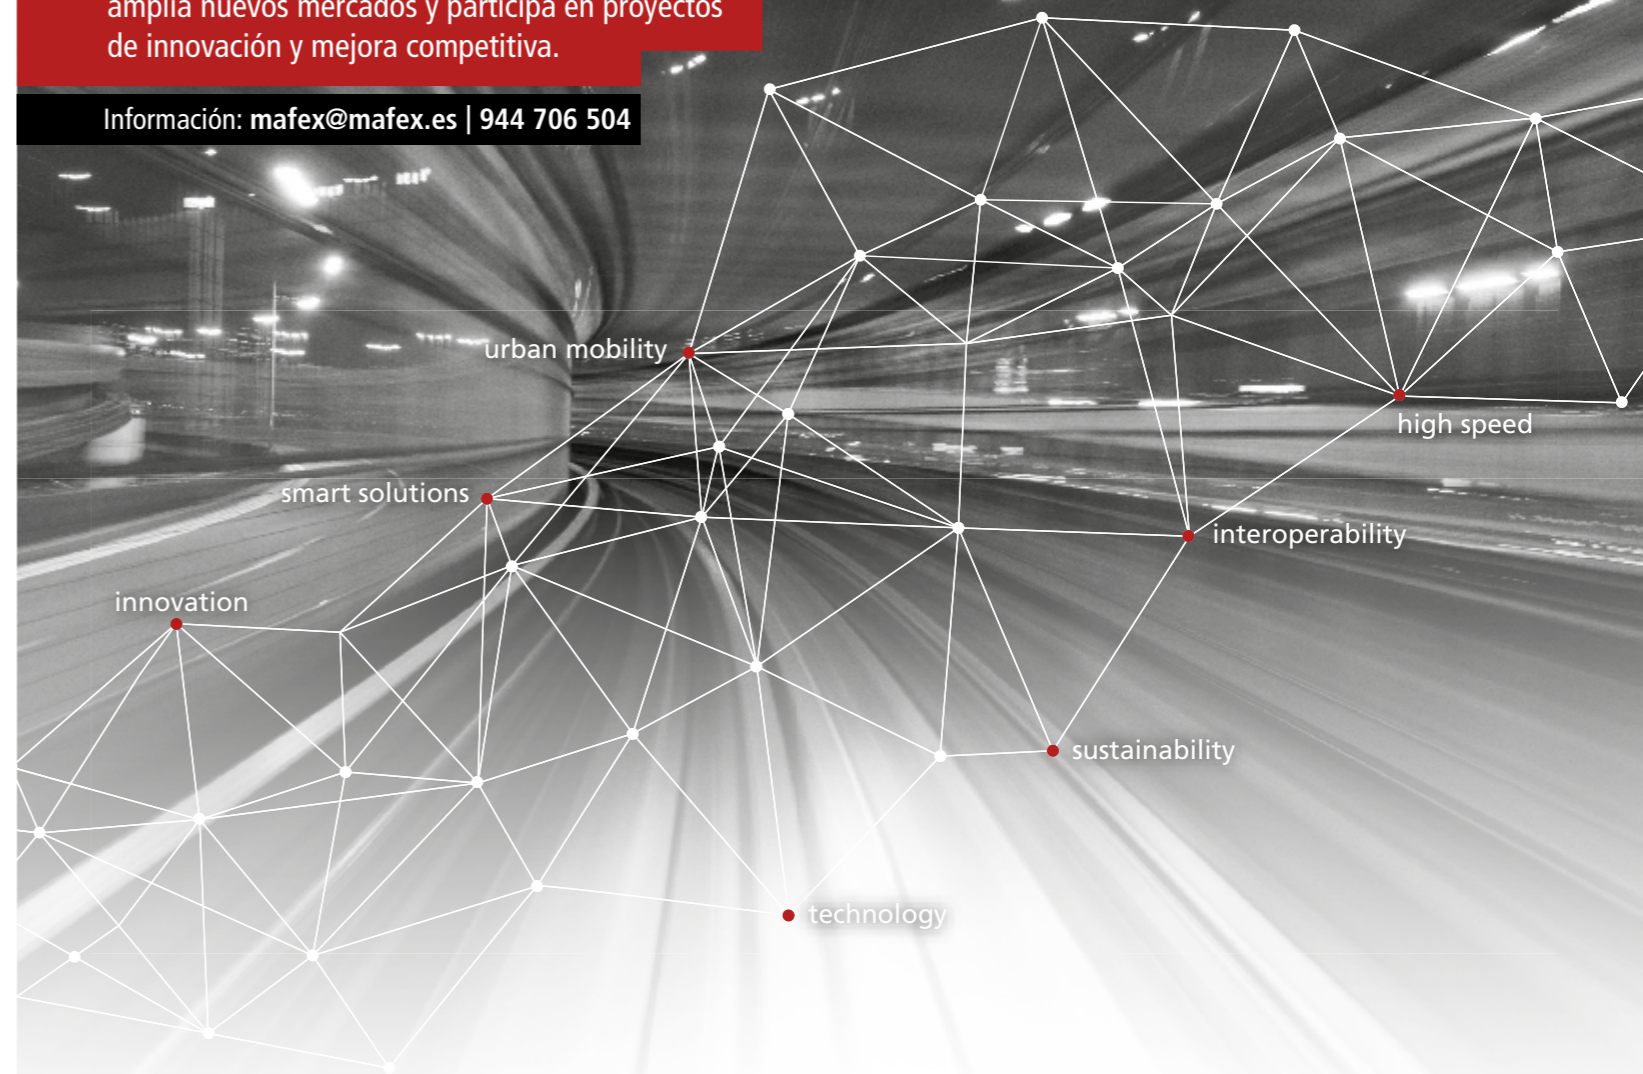 amplía nuevos mercados y participa en proyectos
de innovación y mejora competitiva.
Información: mafex@mafex.es | 944 706 504
urban mobility
high speed
smart solutions
interoperability
innovation
sustainability
technology